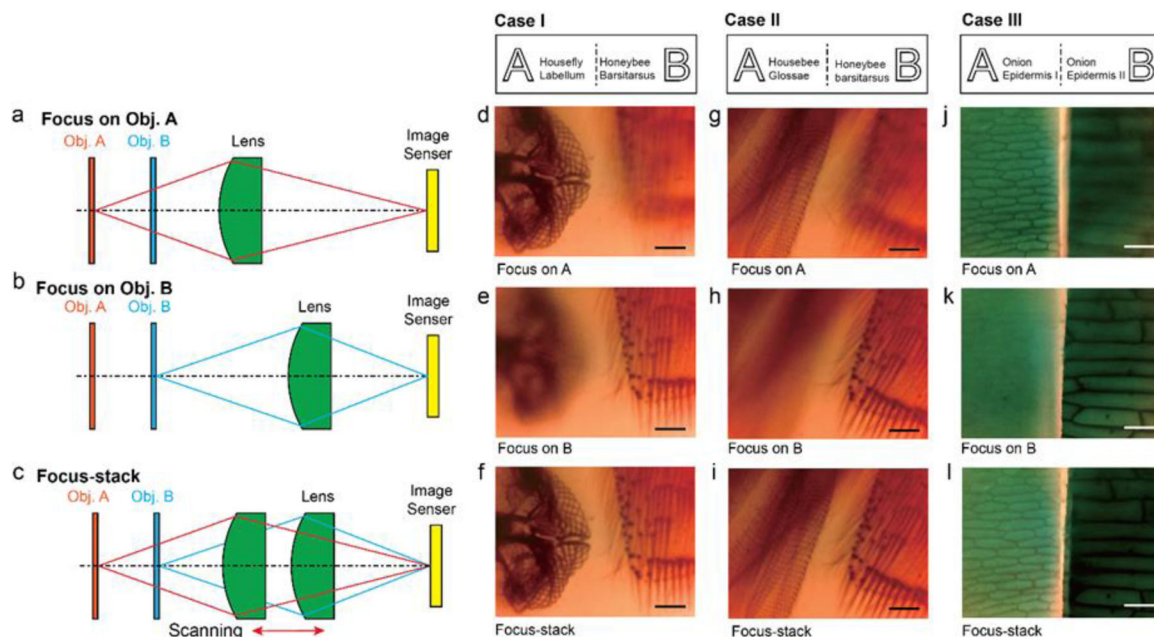 Case I
A Housefly Labellum Honeybee Barsitarsus B
Case II
A Housebee Glossae Honeybee barsitarsus B
Case III
A Onion Epidermis I Onion Epidermis II B
a Focus on Obj. A
Obj. A Obj. B Lens Image Senser
b Focus on Obj. B
Obj. A Obj. B Lens Image Senser
c Focus-stack
Obj. A Obj. B Lens Image Senser
Scanning
d
Focus on A
g
Focus on A
j
Focus on A
e
Focus on B
h
Focus on B
k
Focus on B
f
Focus-stack
i
Focus-stack
l
Focus-stack